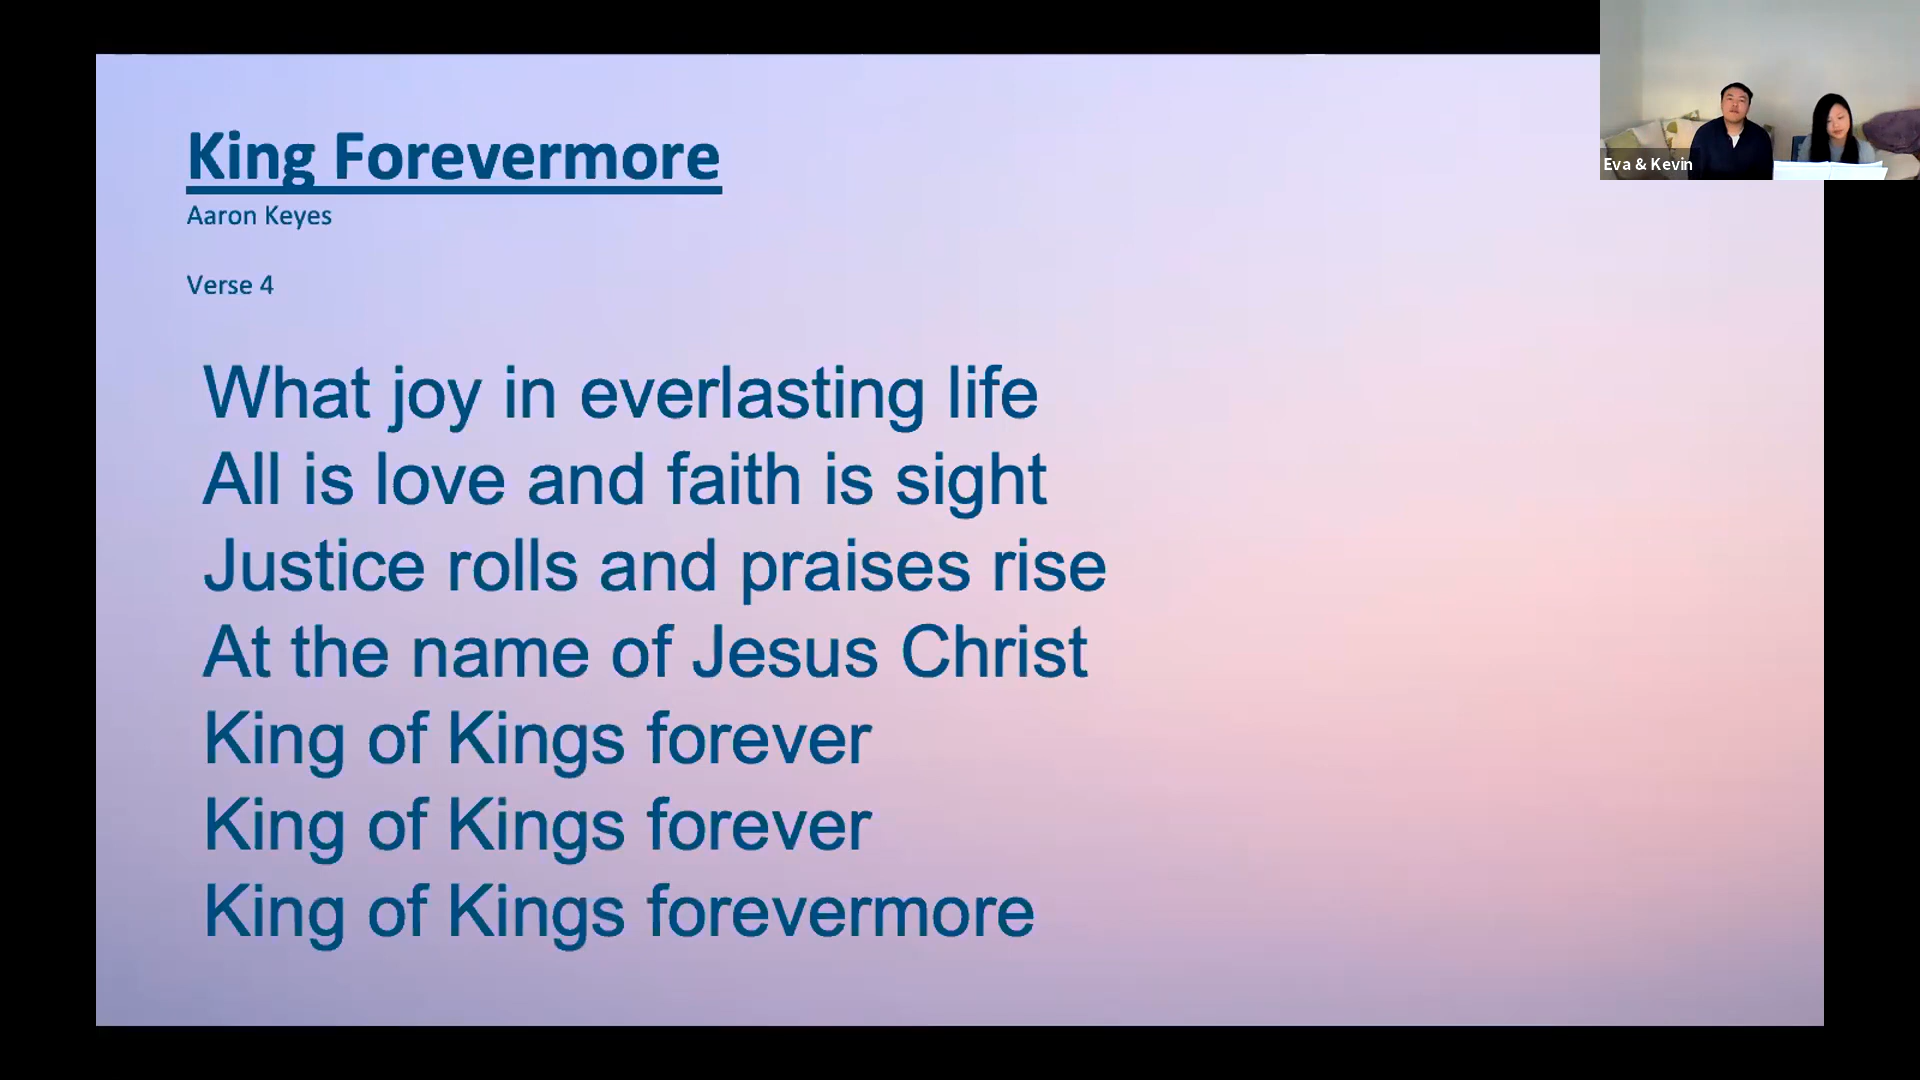 King Forevermore
Aaron Keyes
Verse 4
What joy in everlasting life
All is love and faith is sight
Justice rolls and praises rise
At the name of Jesus Christ
King of Kings forever
King of Kings forever
King of Kings forevermore
Eva & Kevin